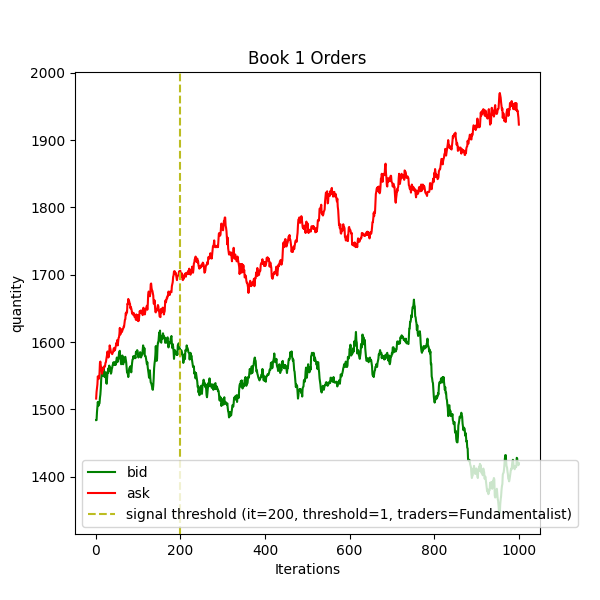 Book 1 Orders
2000
1900
1800
1700
1600
1500
1400
quantity
bid
ask
signal threshold (it=200, threshold=1, traders=Fundamentalist)
0 200 400 600 800 1000
Iterations